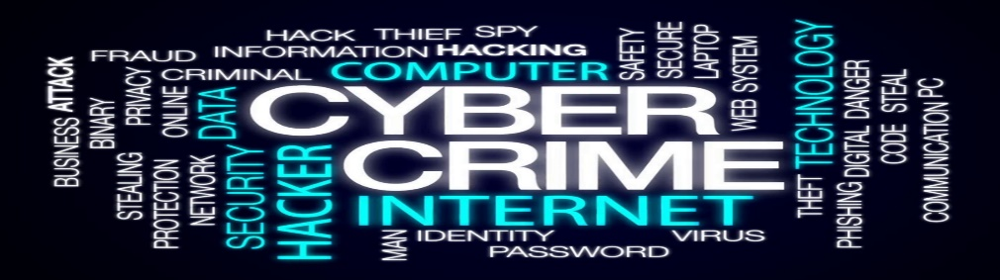 HACK THIEF SPY
FRAUD INFORMATION HACKING
CRIMINAL COMPUTER
CYBER
CRIME
INTERNET
MAN IDENTITY VIRUS
PASSWORD
BUSINESS ATTACK
BINARY
STEALING
PRIVACY
PROTECTION
ONLINE
NETWORK
DATA
SECURITY
HACKER
SAFETY
SECURE
LAPTOP
WEB SYSTEM
THEFT TECHNOLOGY
PHISHING DIGITAL DANGER
CODE STEAL
COMMUNICATION PC